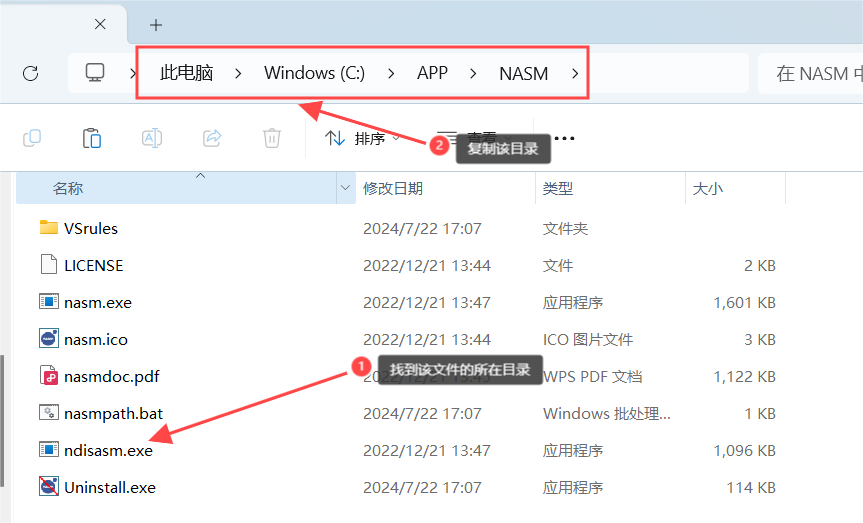 此电脑 > Windows (C:) > APP > NASM >
在 NASM 中
排序
2 复制该目录
名称 修改日期 类型 大小
VSrules 2024/7/22 17:07 文件夹
LICENSE 2022/12/21 13:44 文件 2 KB
nasm.exe 2022/12/21 13:47 应用程序 1,601 KB
nasm.ico 2022/12/21 13:44 ICO 图片文件 3 KB
1 找到该文件的所在目录
nasmdoc.pdf WPS PDF 文档 1,122 KB
nasmpath.bat 2024/7/22 17:07 Windows 批处理... 1 KB
ndisasm.exe 2022/12/21 13:47 应用程序 1,096 KB
Uninstall.exe 2024/7/22 17:07 应用程序 114 KB